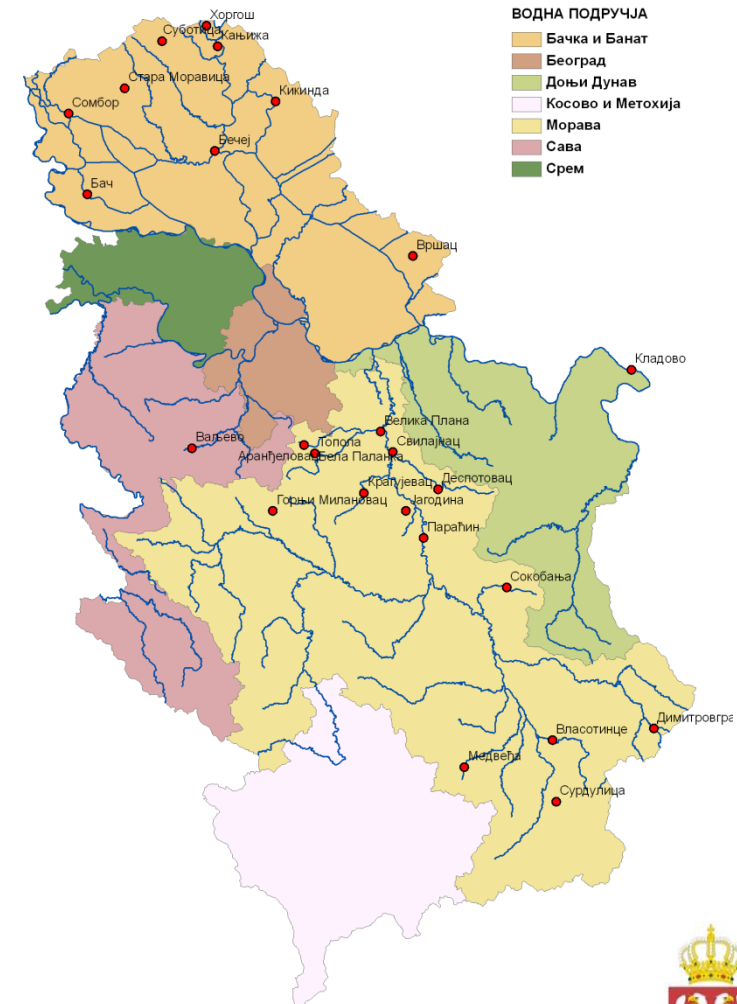 ВОДНА ПОДРУЧЈА
Бачка и Банат
Београд
Доњи Дунав
Косово и Метохија
Морава
Сава
Срем
Хоргош
Суботица
Кањижа
Стара Моравица
Кикинда
Сомбор
Бечеј
Бач
Вршац
Кладово
Велика Плана
Топола
Свилајнац
Ваљево
Аранђеловац
Бела Паланка
Деспотовац
Крагујевац
Горњи Милановац
Јагодина
Параћин
Сокобања
Димитровгра
Власотинце
Медвеђа
Сурдулица